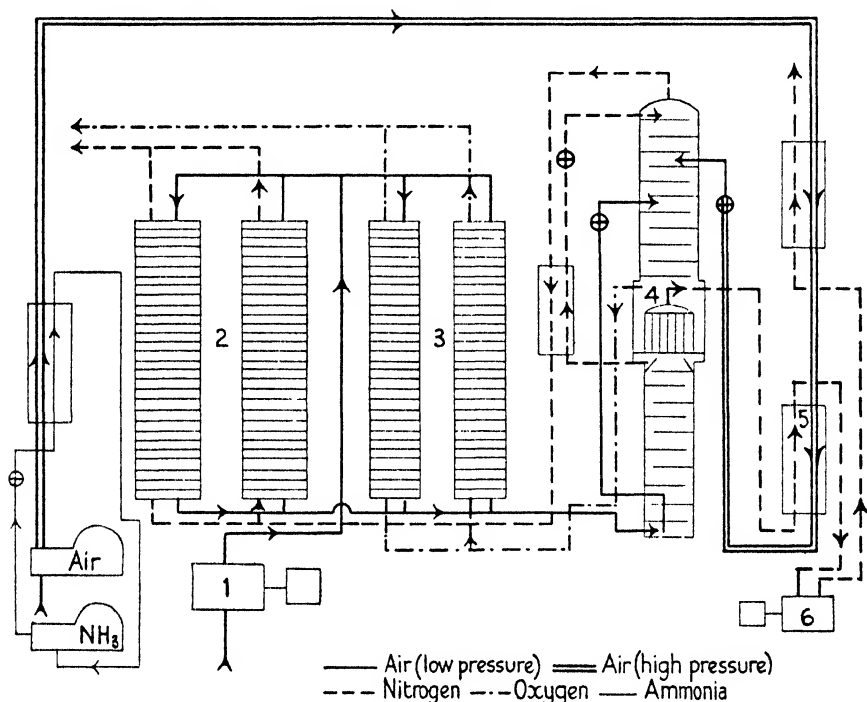 2
3
4
5
Air
NH₃
1
6
Air (low pressure) Air (high pressure)
Nitrogen Oxygen Ammonia